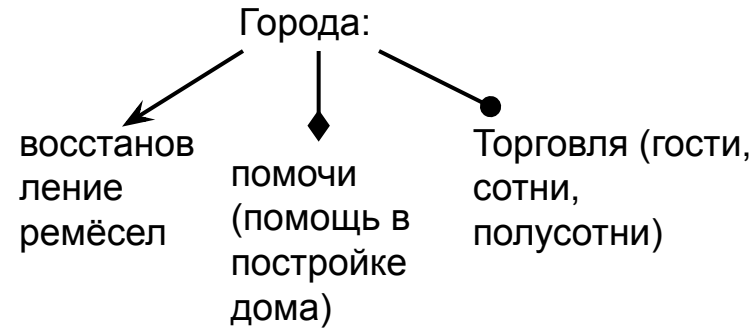 Города:
восстанов
ление
ремёсел
помочи
(помощь в
постройке
дома)
Торговля (гости,
сотни,
полусотни)